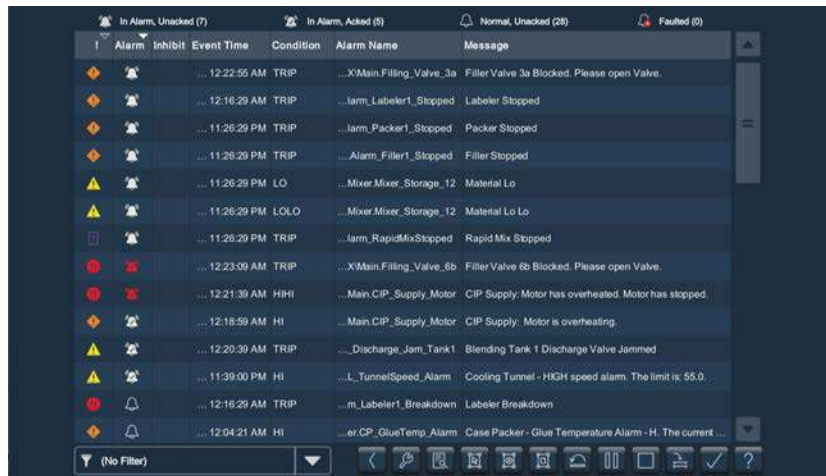 In Alarm, Unacked (7) In Alarm, Acked (5) Normal, Unacked (28) Faulted (0)
! Alarm Inhibit Event Time Condition Alarm Name Message
... 12:22:55 AM TRIP ...X\Main.Filling_Valve_3a Filler Valve 3a Blocked. Please open Valve.
... 12:16:29 AM TRIP ...larm_Labeler1_Stopped Labeler Stopped
... 11:26:29 PM TRIP ...larm_Packer1_Stopped Packer Stopped
... 11:26:29 PM TRIP ...Alarm_Filler1_Stopped Filler Stopped
... 11:26:29 PM LO ...Mixer.Mixer_Storage_12 Material Lo
... 11:26:29 PM LOLO ...Mixer.Mixer_Storage_12 Material Lo Lo
... 11:26:29 PM TRIP ...larm_RapidMixStopped Rapid Mix Stopped
... 12:23:09 AM TRIP ...X\Main.Filling_Valve_6b Filler Valve 6b Blocked. Please open Valve.
... 12:21:39 AM HIHI ...Main.CIP_Supply_Motor CIP Supply: Motor has overheated. Motor has stopped.
... 12:18:59 AM HI ...Main.CIP_Supply_Motor CIP Supply: Motor is overheating.
... 12:20:39 AM TRIP ..._Discharge_Jam_Tank1 Blending Tank 1 Discharge Valve Jammed
... 11:39:00 PM HI ...L_TunnelSpeed_Alarm Cooling Tunnel - HIGH speed alarm. The limit is: 55.0.
... 12:16:29 AM TRIP ...m_Labeler1_Breakdown Labeler Breakdown
... 12:04:21 AM HI ...er.CP_GlueTemp_Alarm Case Packer - Glue Temperature Alarm - H. The current ...
(No Filter) ?